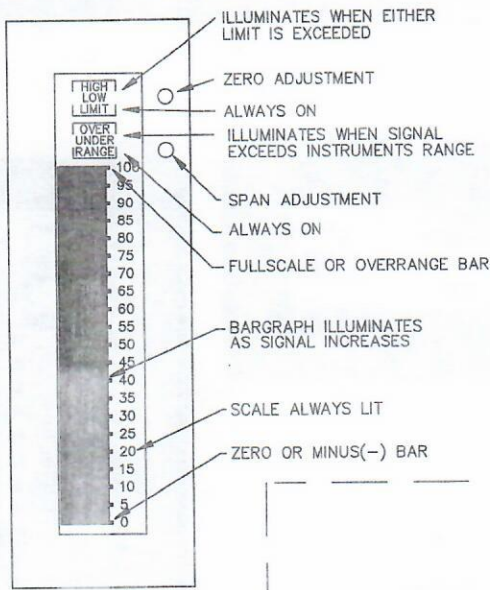 ILLUMINATES WHEN EITHER
LIMIT IS EXCEEDED
HIGH
LOW
LIMIT
ZERO ADJUSTMENT
ALWAYS ON
OVER
UNDER
RANGE
ILLUMINATES WHEN SIGNAL
EXCEEDS INSTRUMENTS RANGE
SPAN ADJUSTMENT
ALWAYS ON
FULLSCALE OR OVERRANGE BAR
100
95
90
85
80
75
70
65
60
55
50
45
40
35
30
25
20
15
10
5
0
BARGRAPH ILLUMINATES
AS SIGNAL INCREASES
SCALE ALWAYS LIT
ZERO OR MINUS(-) BAR